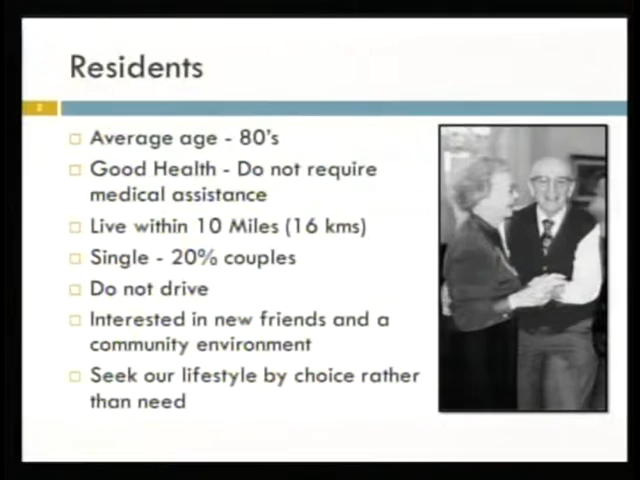 Residents
2
Average age - 80's
Good Health - Do not require
medical assistance
Live within 10 Miles (16 kms)
Single - 20% couples
Do not drive
Interested in new friends and a
community environment
Seek our lifestyle by choice rather
than need